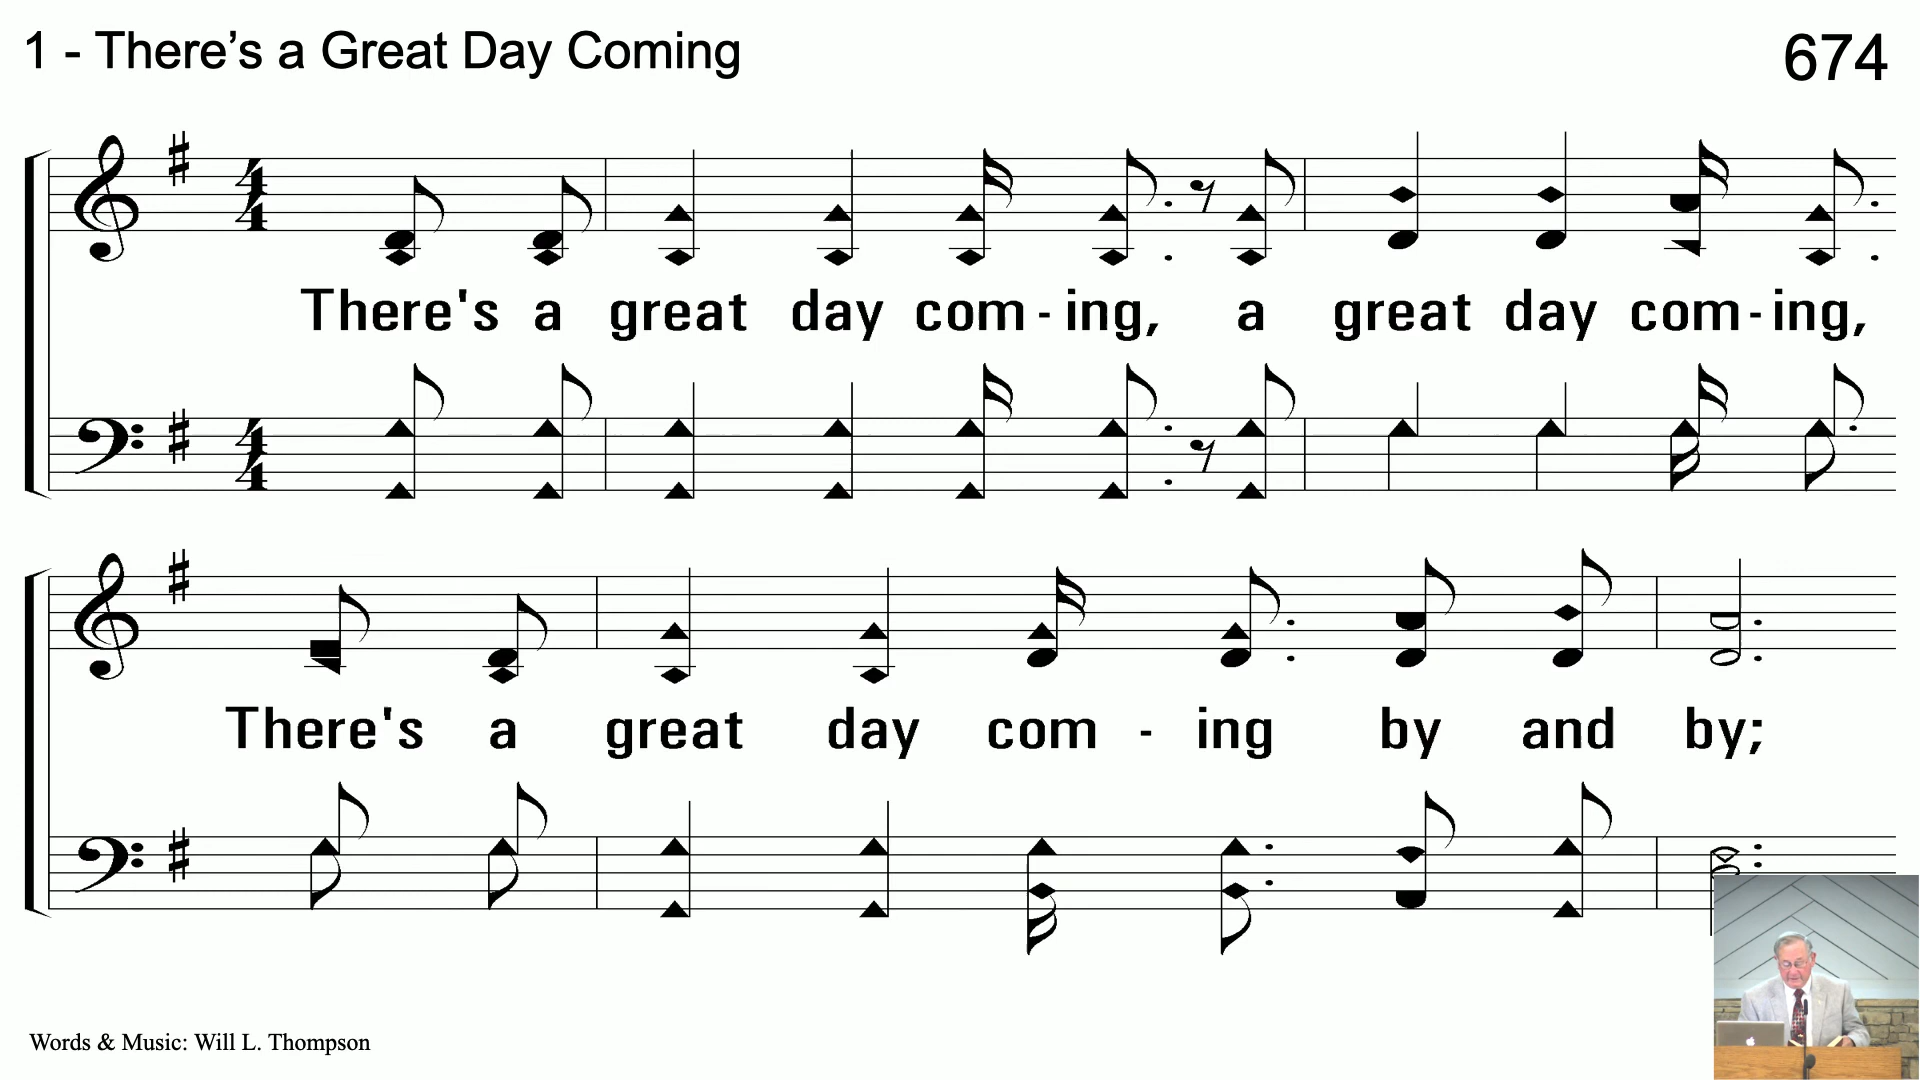 1 - There’s a Great Day Coming
674
There's a great day com - ing, a great day com - ing,
There's a great day com - ing by and by;
Words & Music: Will L. Thompson